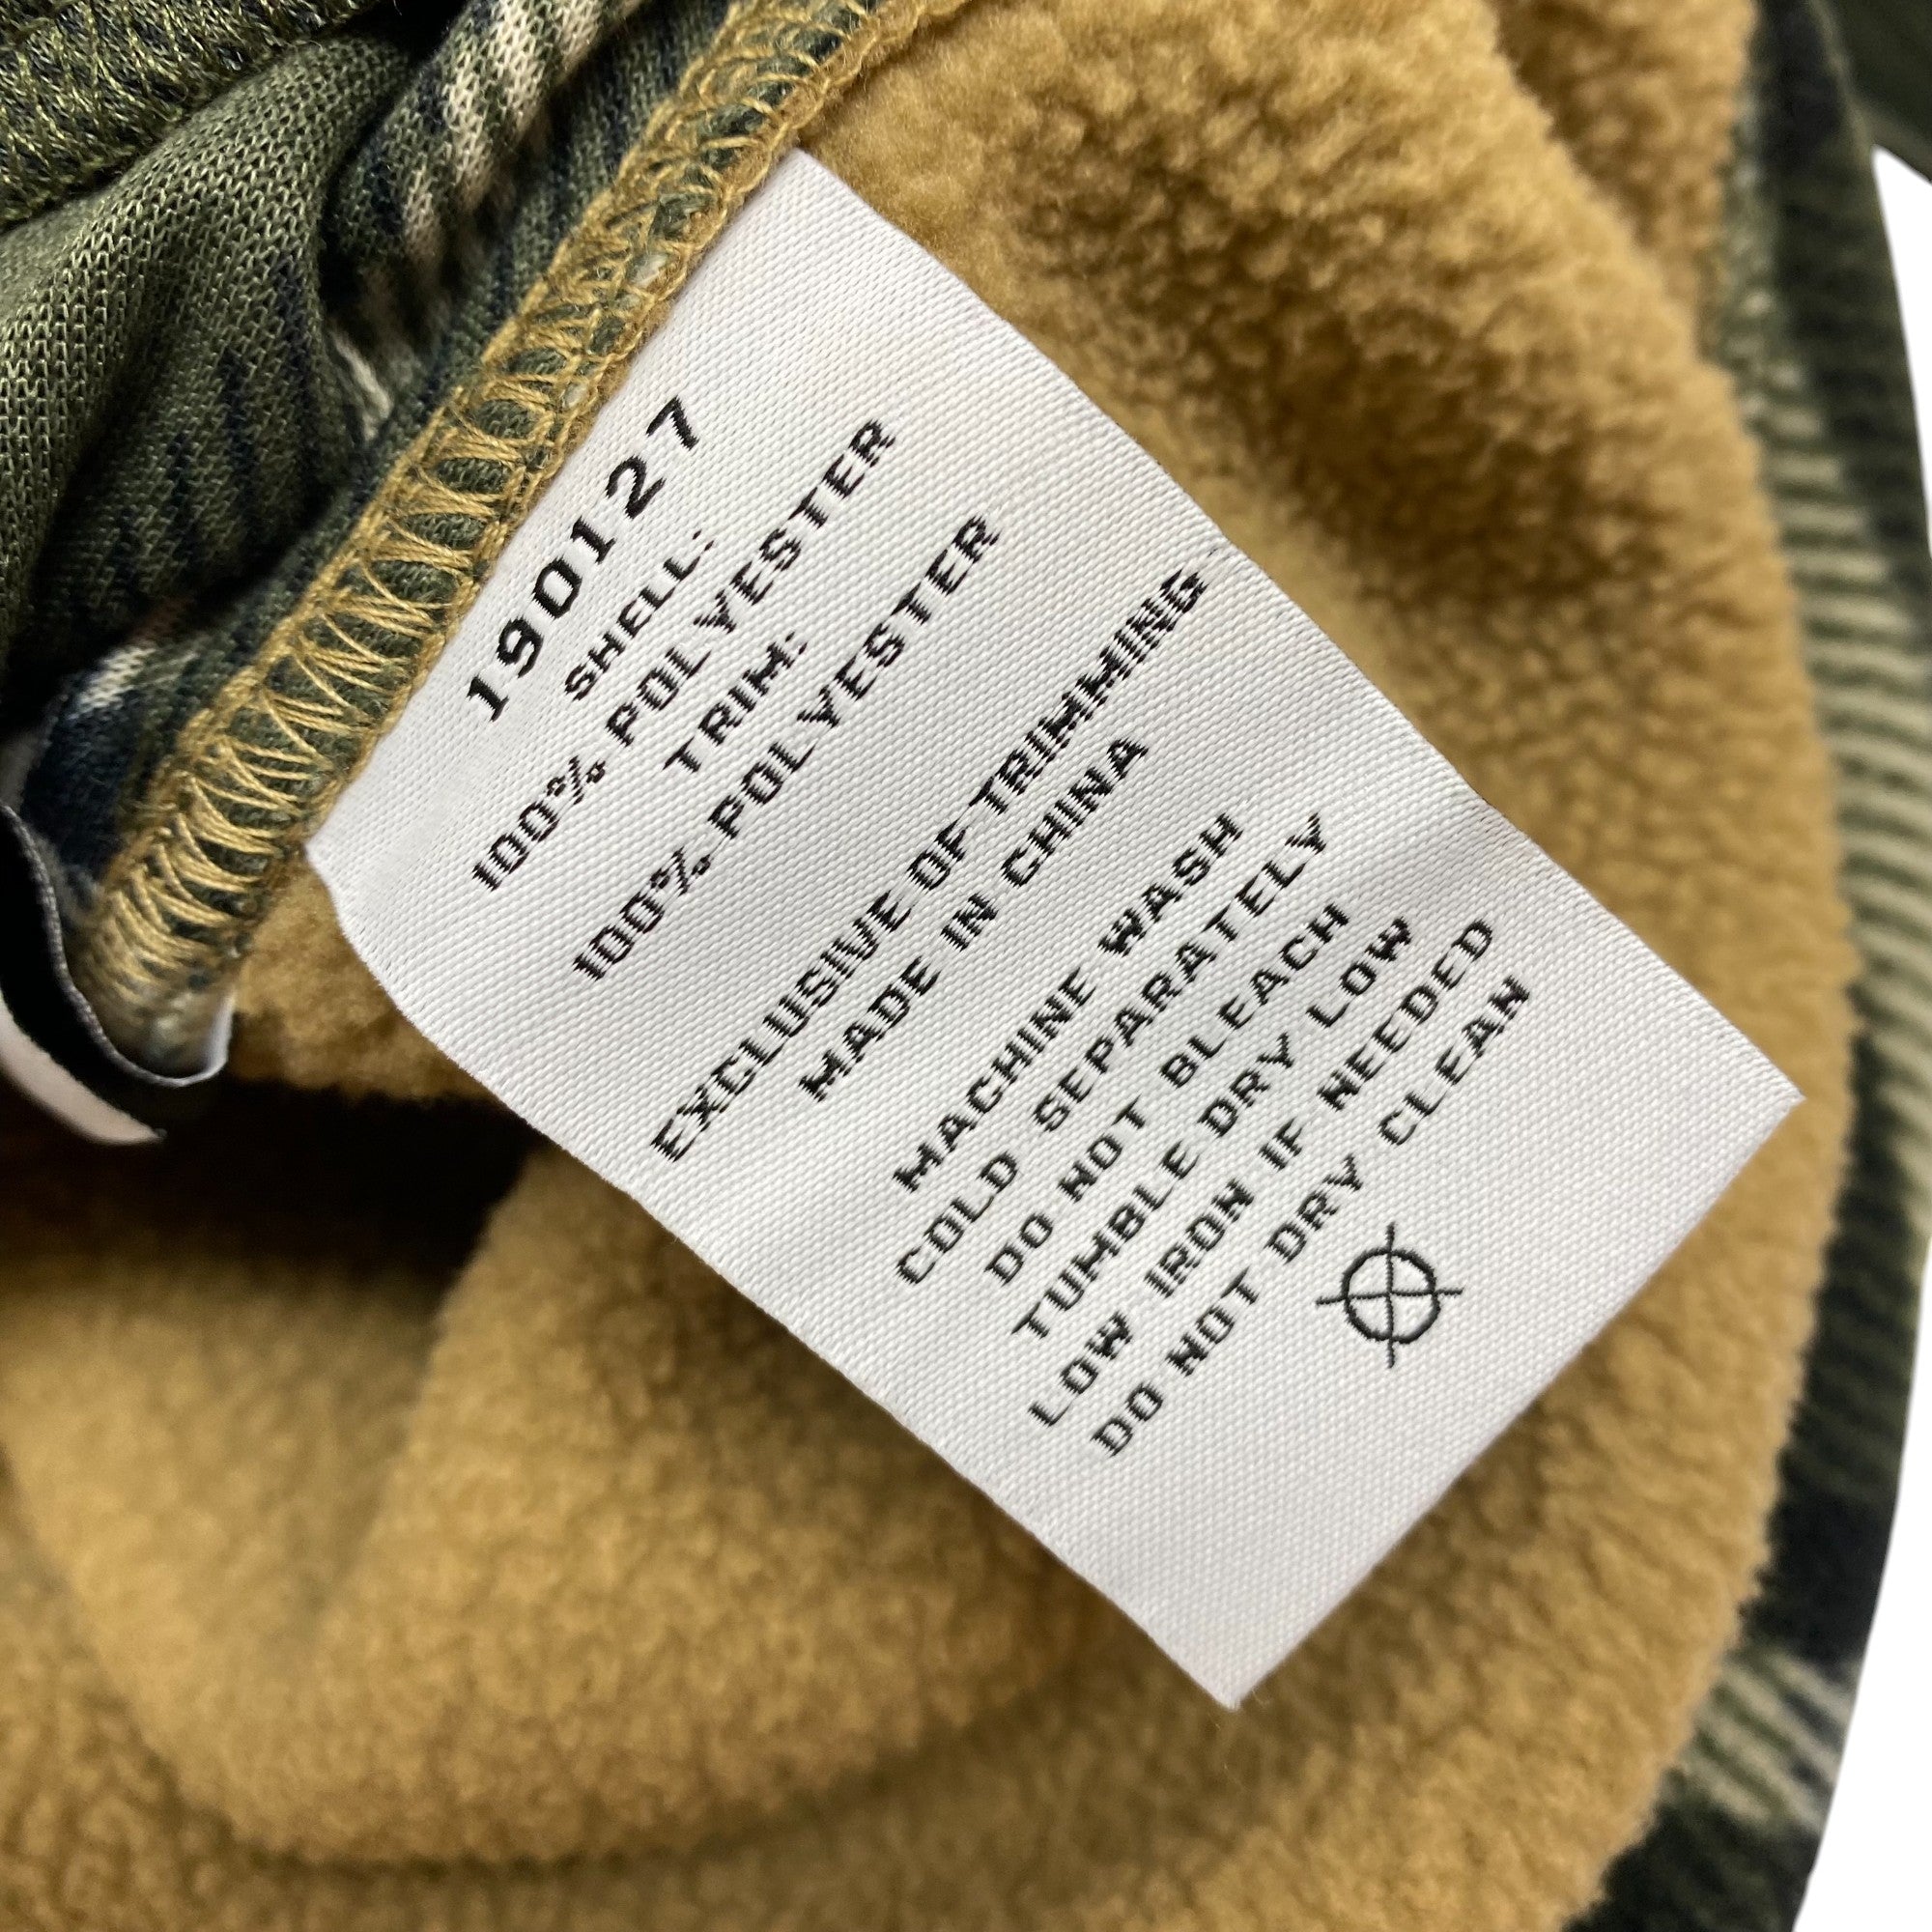 190127
SHELL:
100% POLYESTER
TRIM:
100% POLYESTER
EXCLUSIVE OF TRIMMING
MADE IN CHINA
MACHINE WASH
COLD SEPARATELY
DO NOT BLEACH
TUMBLE DRY LOW
LOW IRON IF NEEDED
DO NOT DRY CLEAN